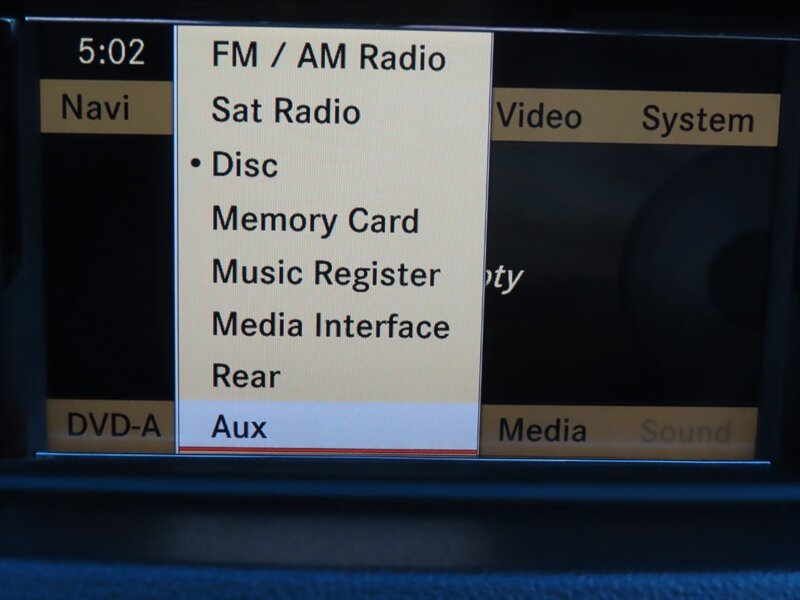 5:02
Navi
Video
System
FM / AM Radio
Sat Radio
• Disc
Memory Card
Music Register
Media Interface
Rear
Aux
DVD-A
Media
Sound